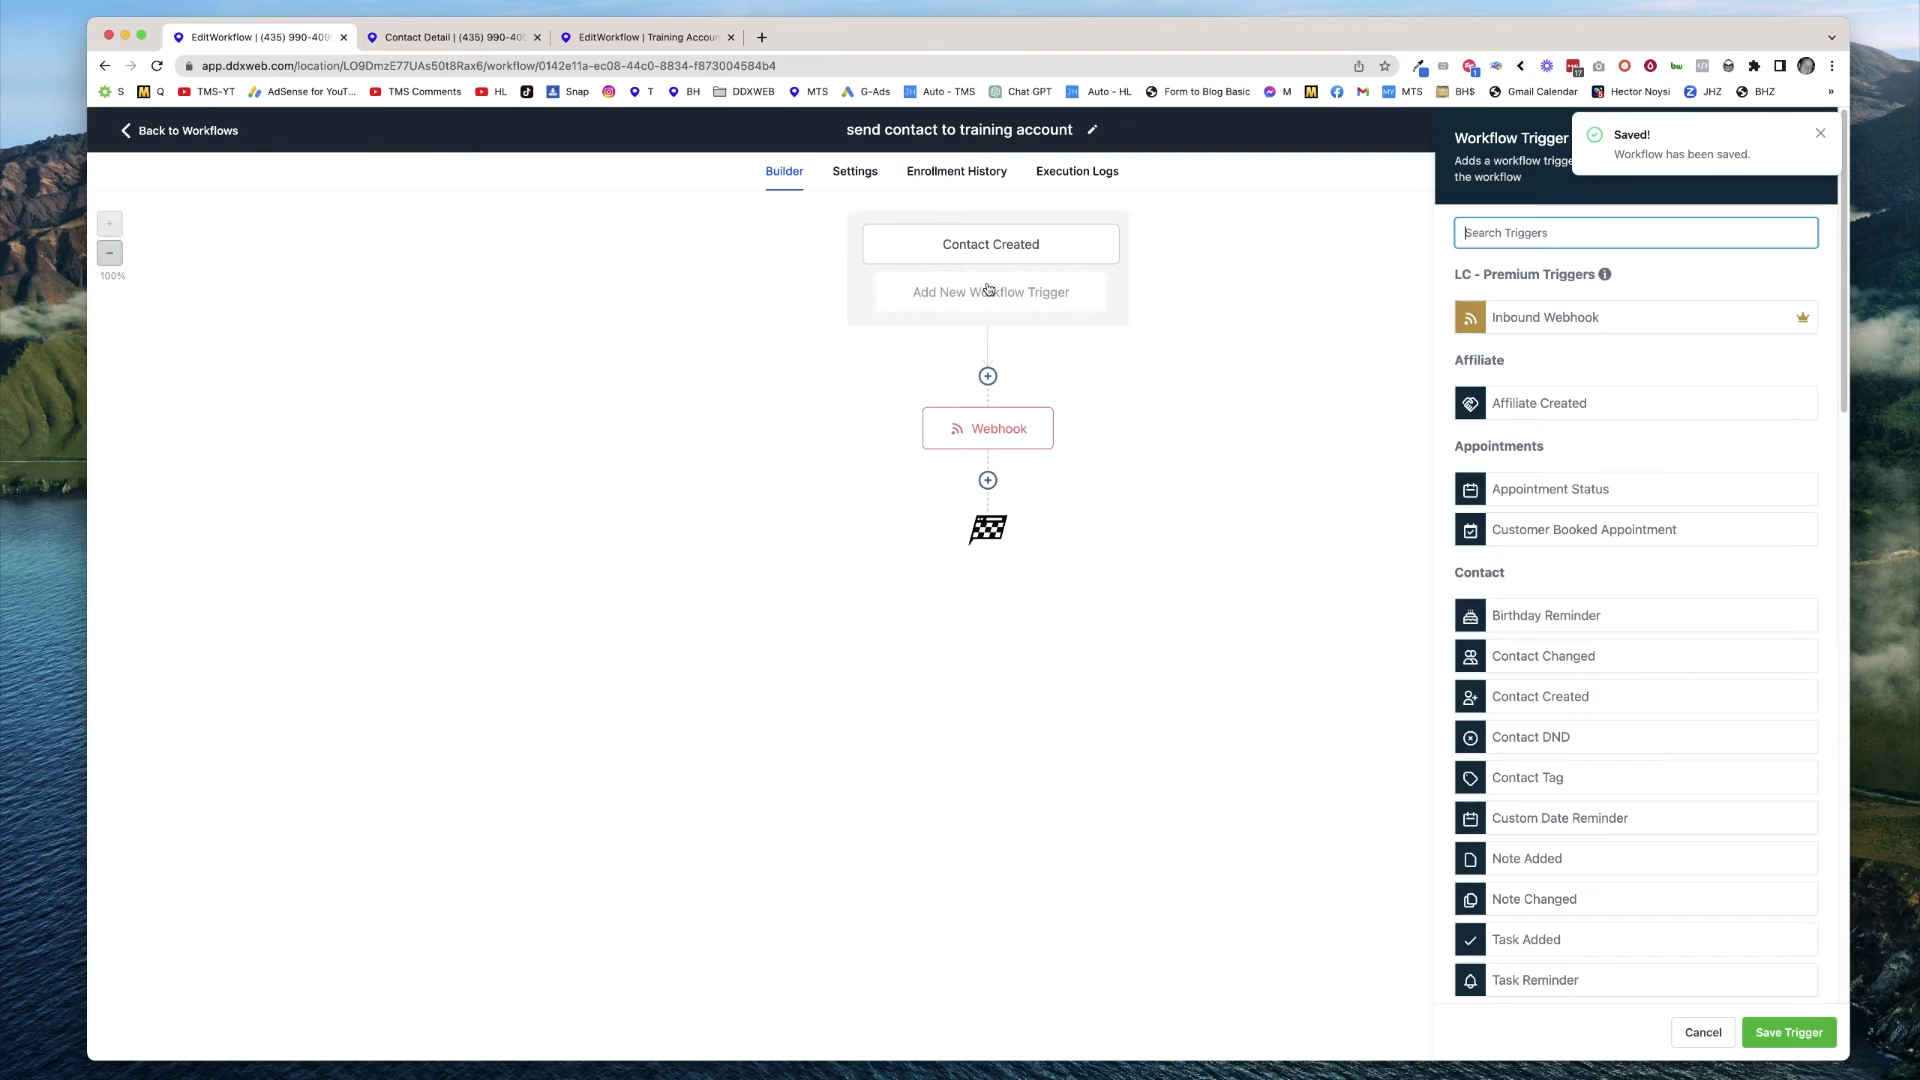 EditWorkflow | (435) 990-409
Contact Detail | (435) 990-409
EditWorkflow | Training Accoun
app.ddxweb.com/location/LO9DmzE77UAs50t8Rax6/workflow/0142e11a-ec08-44c0-8834-f873004584b4
S
Q
TMS-YT
AdSense for YouT...
TMS Comments
HL
Snap
T
BH
DDXWEB
MTS
G-Ads
Auto - TMS
Chat GPT
Auto - HL
Form to Blog Basic
M
MTS
BH$
Gmail Calendar
Hector Noysi
JHZ
BHZ
»
Back to Workflows
send contact to training account
Builder
Settings
Enrollment History
Execution Logs
100%
Contact Created
Add New Workflow Trigger
Webhook
Workflow Trigger
Adds a workflow trigge
the workflow
Saved!
Workflow has been saved.
Search Triggers
LC - Premium Triggers
Inbound Webhook
Affiliate
Affiliate Created
Appointments
Appointment Status
Customer Booked Appointment
Contact
Birthday Reminder
Contact Changed
Contact Created
Contact DND
Contact Tag
Custom Date Reminder
Note Added
Note Changed
Task Added
Task Reminder
Cancel
Save Trigger